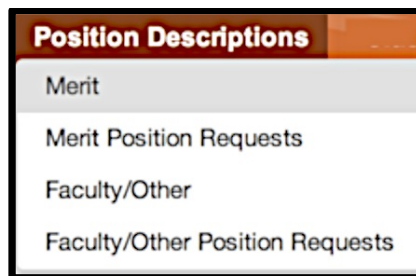 Position Descriptions
Merit
Merit Position Requests
Faculty/Other
Faculty/Other Position Requests